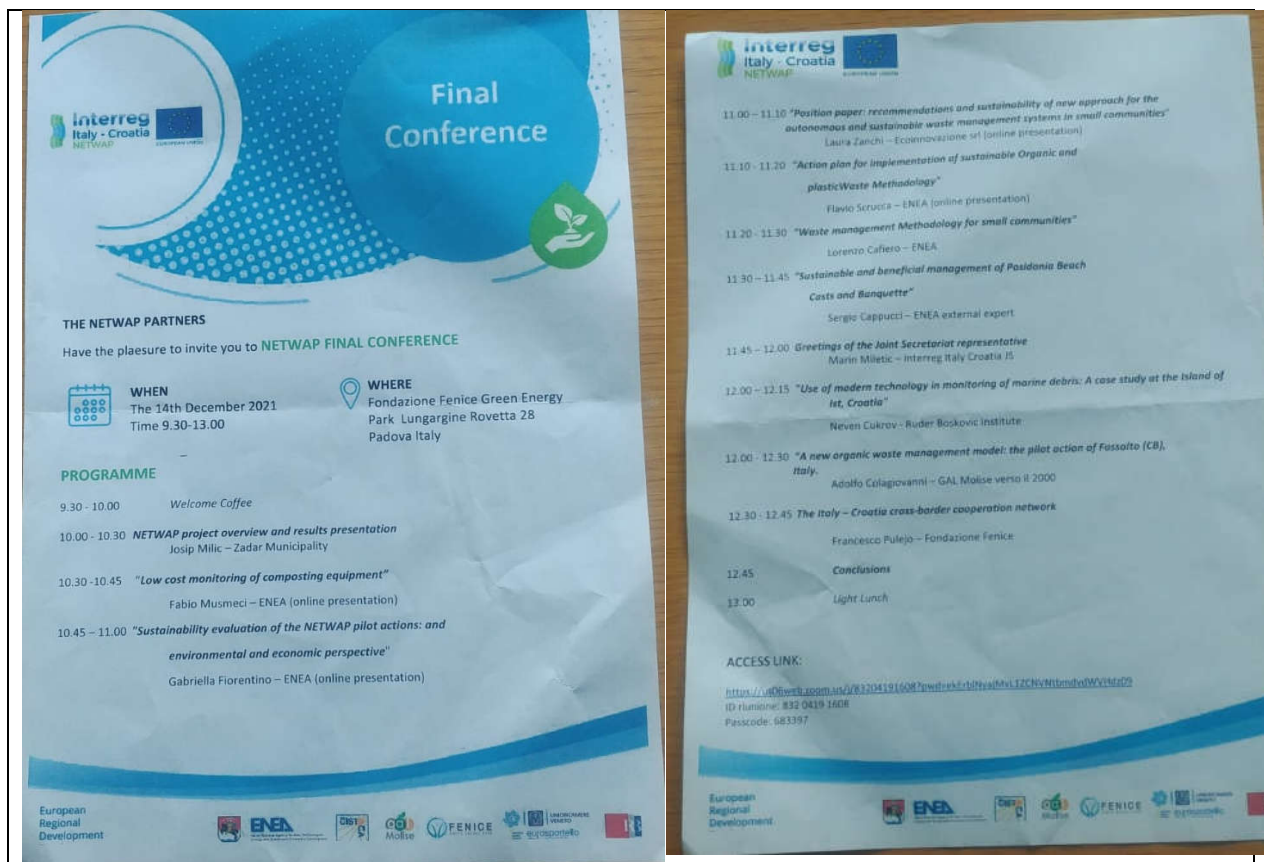 Interreg
Italy - Croatia
NETWAP
EUROPEAN UNION
Final
Conference
THE NETWAP PARTNERS
Have the plaesure to invite you to NETWAP FINAL CONFERENCE
WHEN
The 14th December 2021
Time 9.30-13.00
WHERE
Fondazione Fenice Green Energy
Park Lungargine Rovetta 28
Padova Italy
PROGRAMME
9.30 - 10.00 Welcome Coffee
10.00 - 10.30 NETWAP project overview and results presentation
Josip Milic – Zadar Municipality
10.30 -10.45 "Low cost monitoring of composting equipment"
Fabio Musmeci – ENEA (online presentation)
10.45 – 11.00 "Sustainability evaluation of the NETWAP pilot actions: and
environmental and economic perspective"
Gabriella Fiorentino – ENEA (online presentation)
European
Regional
Development
ENEA
CISTA
Molise
FENICE
UNIONCAMERE
VENETO
eurosportello
Interreg
Italy - Croatia
NETWAP
EUROPEAN UNION
11.00 – 11.10 "Position paper: recommendations and sustainability of new approach for the
autonomous and sustainable waste management systems in small communities"
Laura Zanchi – Ecoinnovazione srl (online presentation)
11.10 - 11.20 "Action plan for implementation of sustainable Organic and
plasticWaste Methodology"
Flavio Scrucca – ENEA (online presentation)
11.20 - 11.30 "Waste management Methodology for small communities"
Lorenzo Cafiero – ENEA
11.30 – 11.45 "Sustainable and beneficial management of Posidonia Beach
Casts and Banquette"
Sergio Cappucci – ENEA external expert
11.45 – 12.00 Greetings of the Joint Secretariat representative
Marin Miletic – Interreg Italy Croatia JS
12.00 – 12.15 "Use of modern technology in monitoring of marine debris: A case study at the Island of
Ist, Croatia"
Neven Cukrov - Ruder Boskovic Institute
12.00 - 12.30 "A new organic waste management model: the pilot action of Fossalto (CB),
Italy.
Adolfo Colagiovanni – GAL Molise verso il 2000
12.30 - 12.45 The Italy – Croatia cross-border cooperation network
Francesco Pulejo – Fondazione Fenice
12.45 Conclusions
13.00 Light Lunch
ACCESS LINK:
ID riunione: 832 0419 1608
Passcode: 683397
European
Regional
Development
ENEA
Molise
FENICE
eurosportello